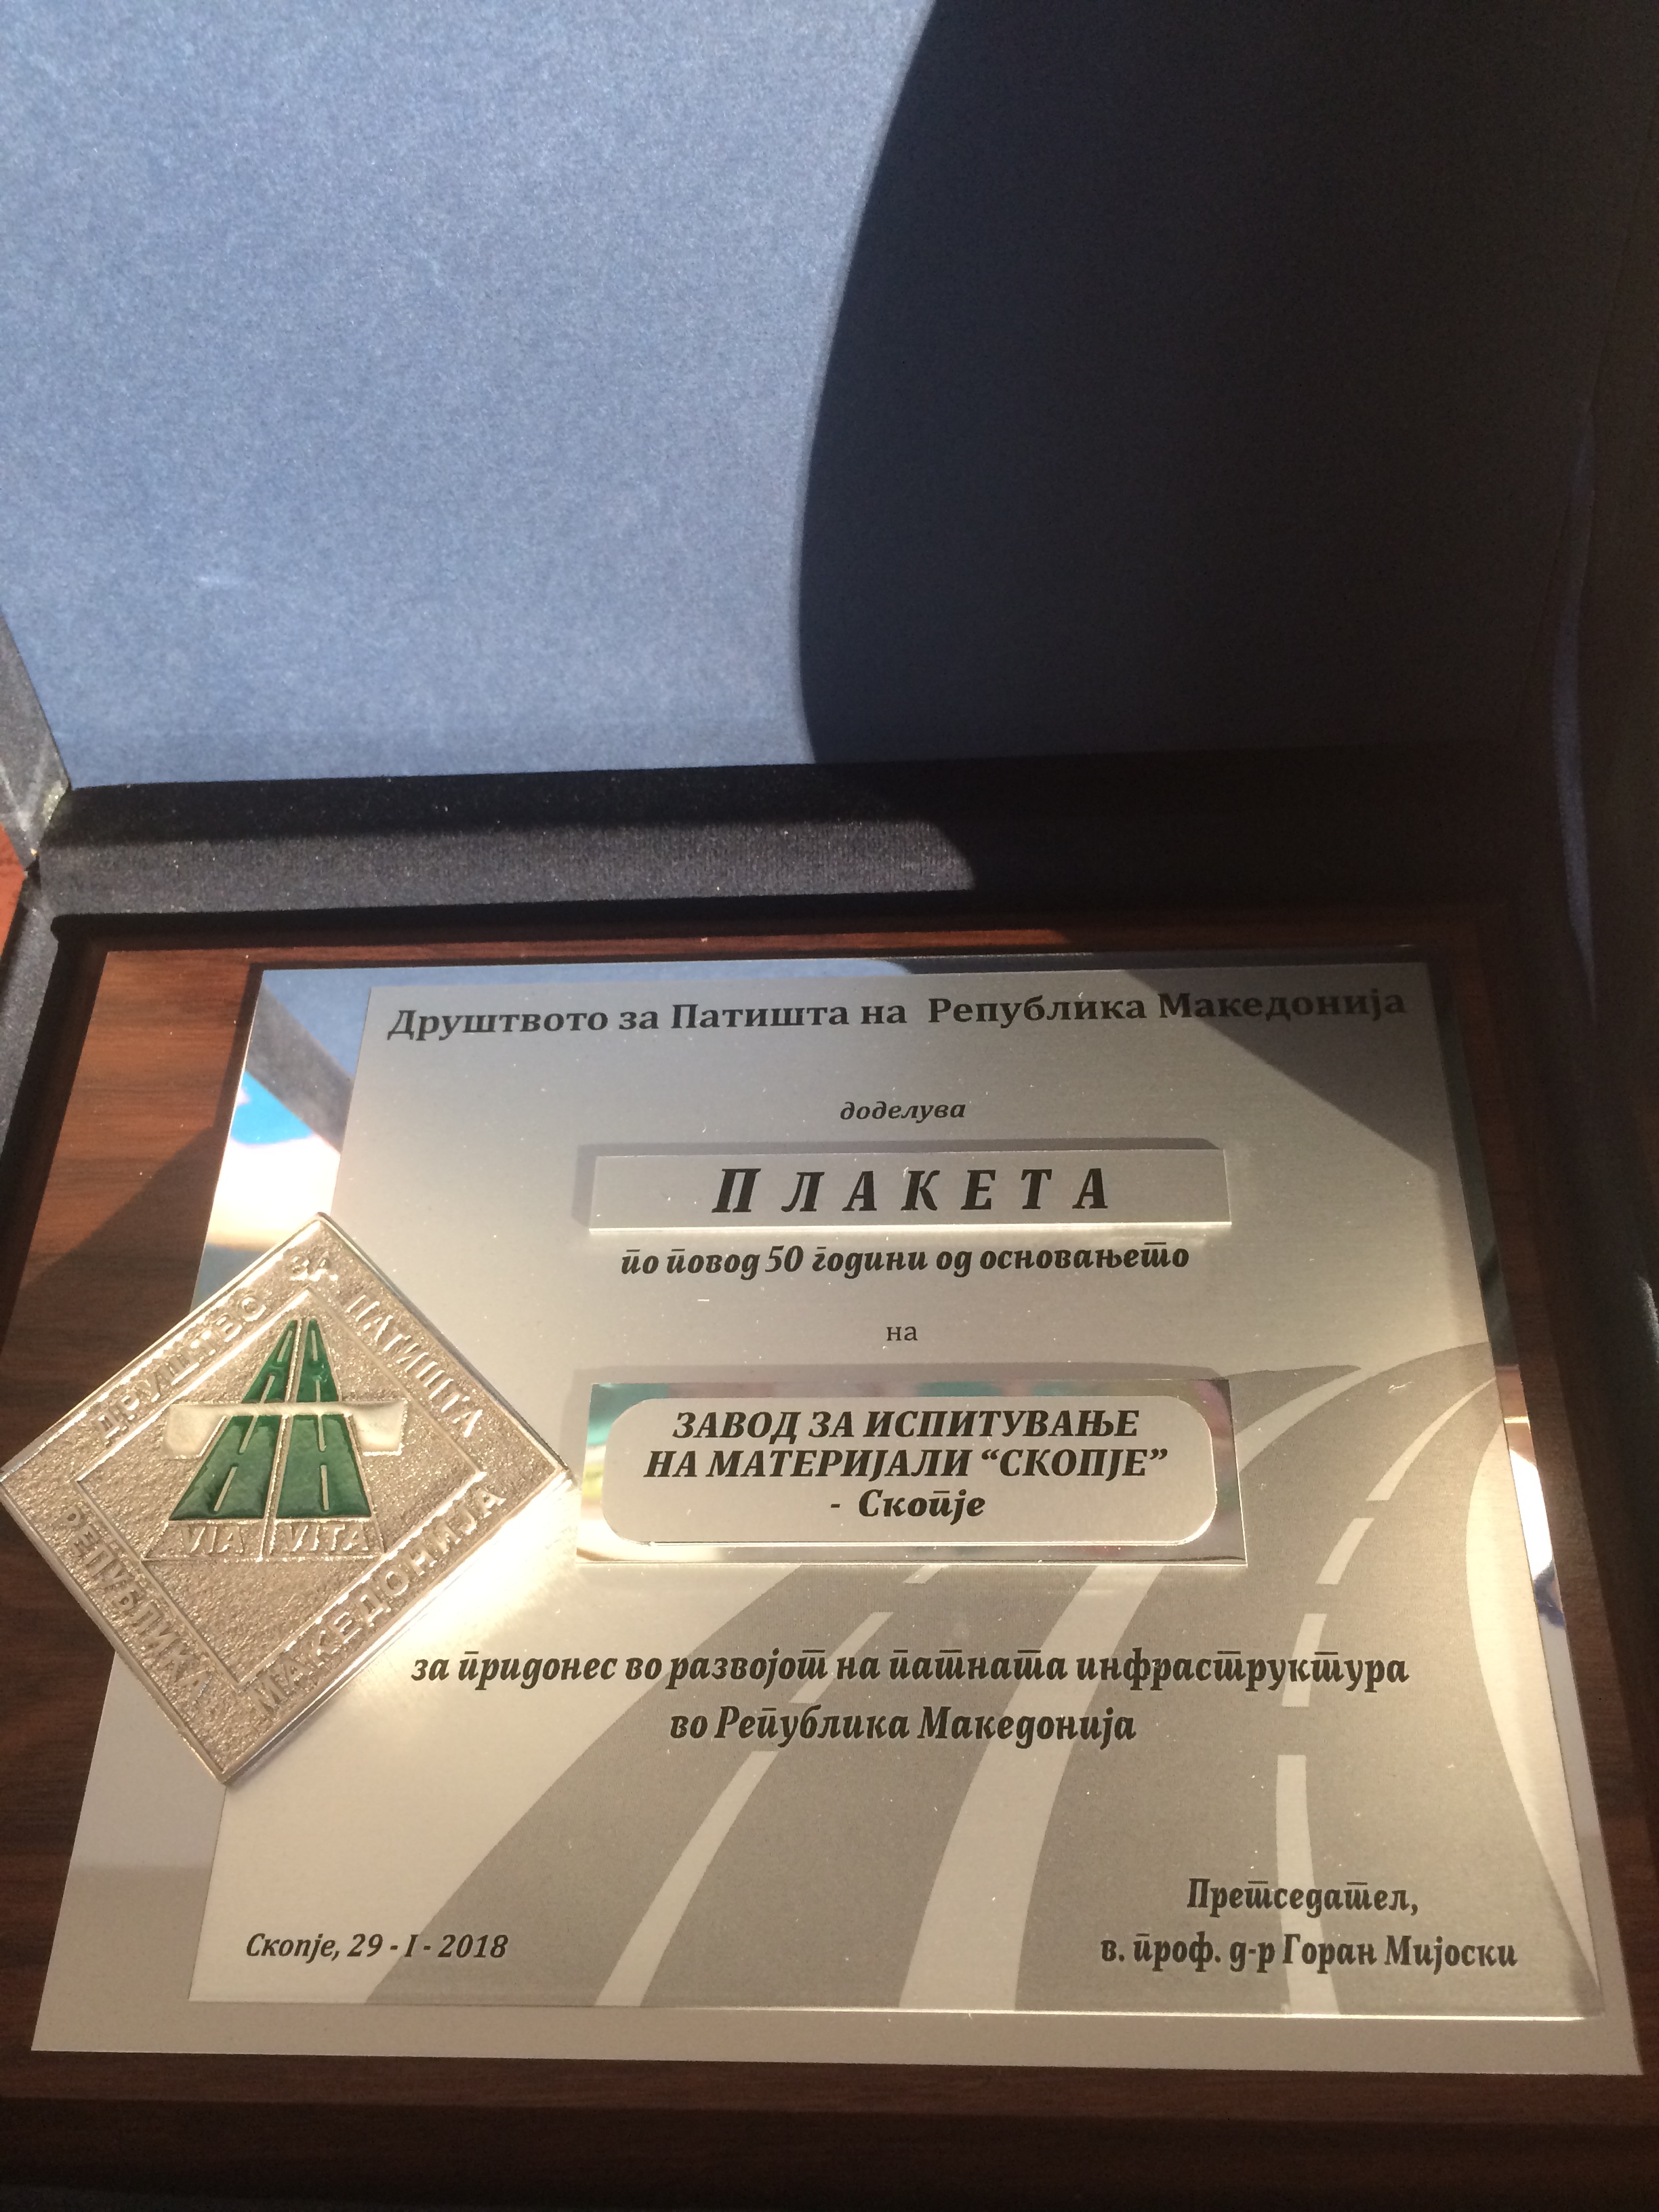 Друштвото за Патишта на Република Македонија
доделува
ПЛАКЕТА
по повод 50 години од основањето
на
ЗАВОД ЗА ИСПИТУВАЊЕ
НА МАТЕРИЈАЛИ “СКОПЈЕ”
- Скопје
за придонес во развојот на патната инфраструктура
во Република Македонија
Скопје, 29 - I - 2018
Претседател,
в. проф. д-р Горан Мијоски
ДРУШТВО ЗА ПАТИШТА
РЕПУБЛИКА МАКЕДОНИЈА
VIA VITA